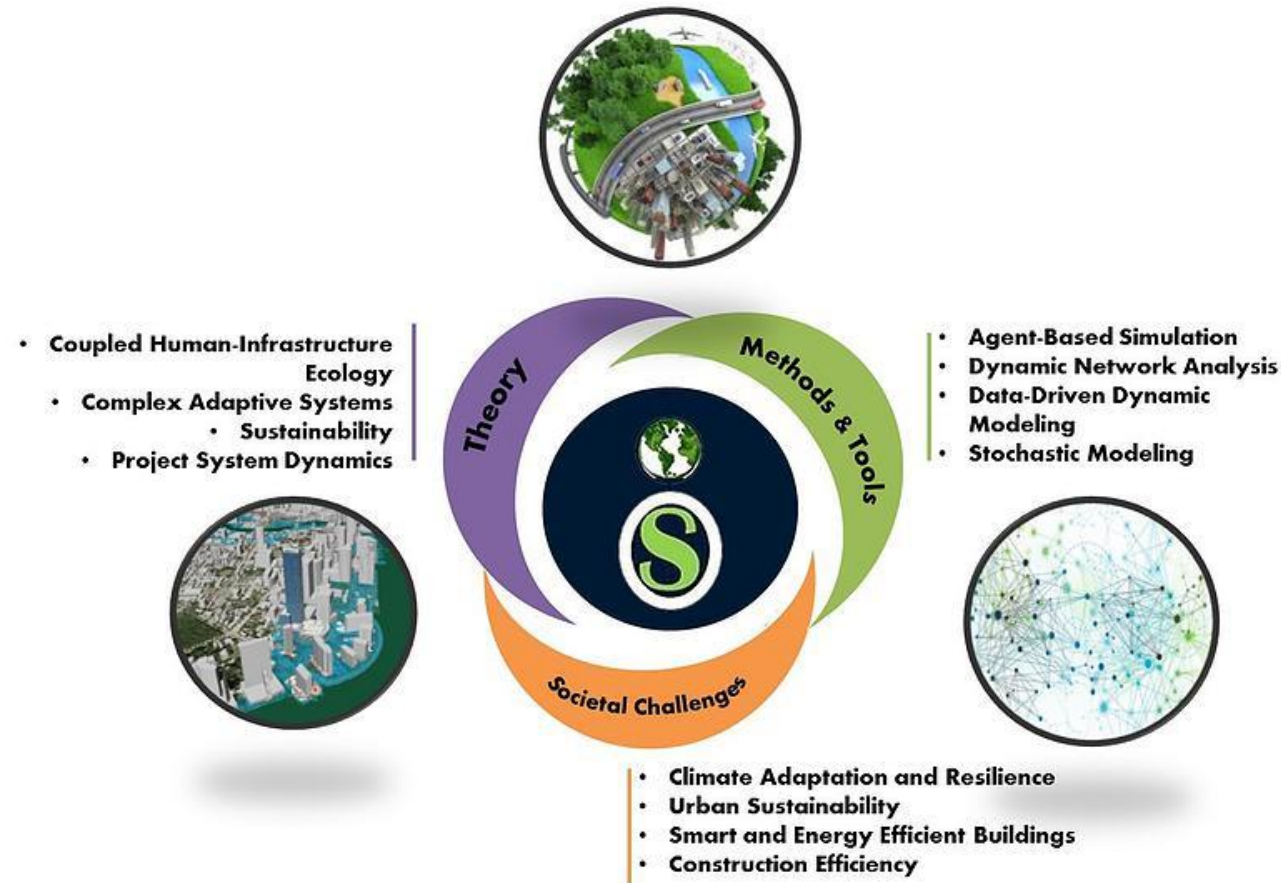 • Coupled Human-Infrastructure
Ecology
• Complex Adaptive Systems
• Sustainability
• Project System Dynamics
Theory
Methods & Tools
• Agent-Based Simulation
• Dynamic Network Analysis
• Data-Driven Dynamic
Modeling
• Stochastic Modeling
S
Societal Challenges
• Climate Adaptation and Resilience
• Urban Sustainability
• Smart and Energy Efficient Buildings
• Construction Efficiency